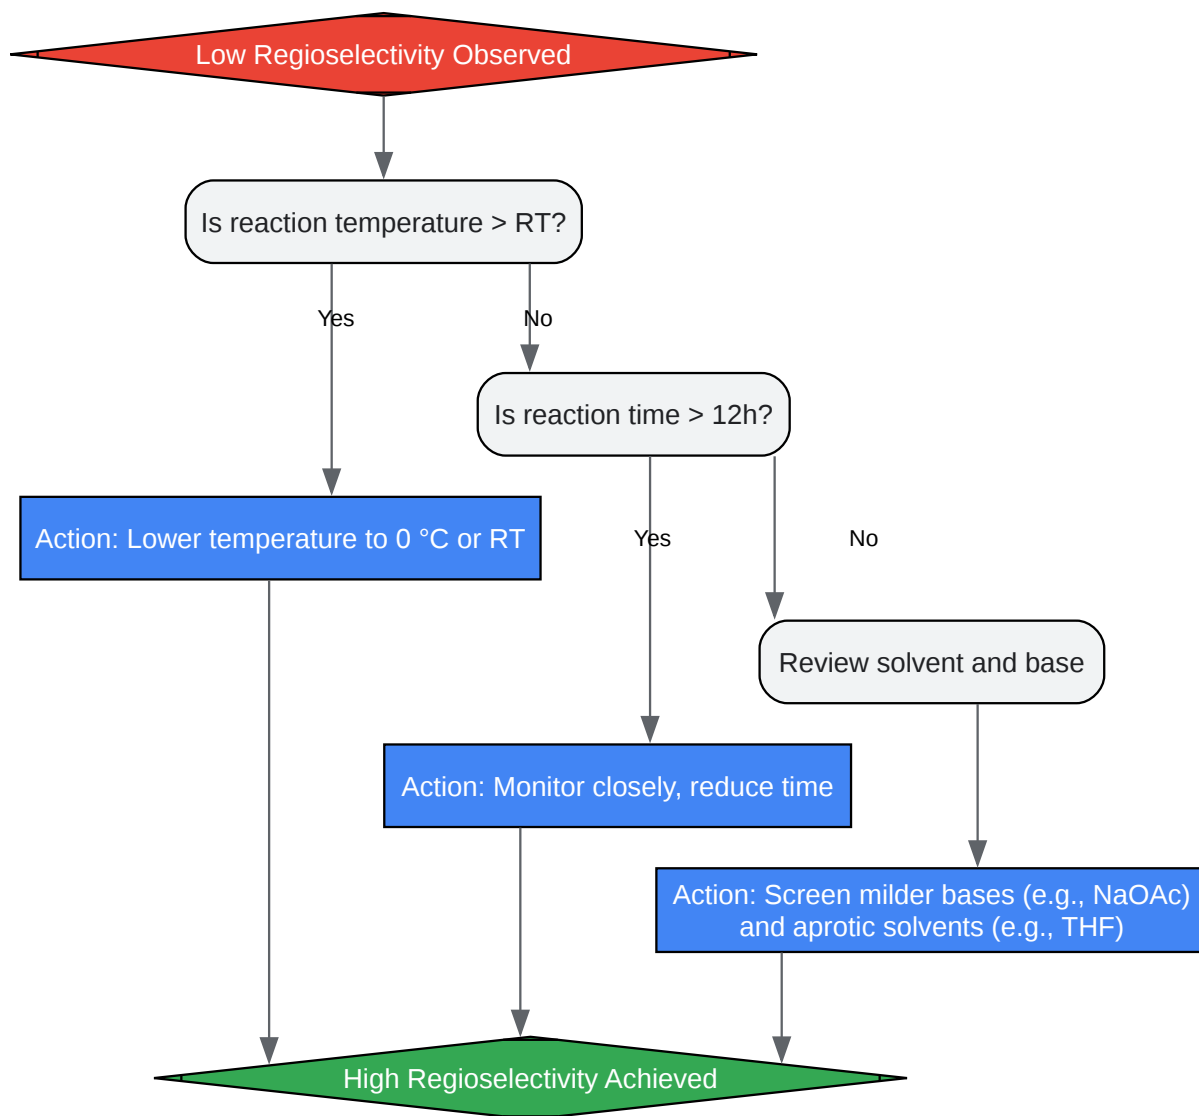 Low Regioselectivity Observed
Is reaction temperature > RT?
Yes
No
Is reaction time > 12h?
Action: Lower temperature to 0 °C or RT
Yes
No
Review solvent and base
Action: Monitor closely, reduce time
Action: Screen milder bases (e.g., NaOAc)
and aprotic solvents (e.g., THF)
High Regioselectivity Achieved